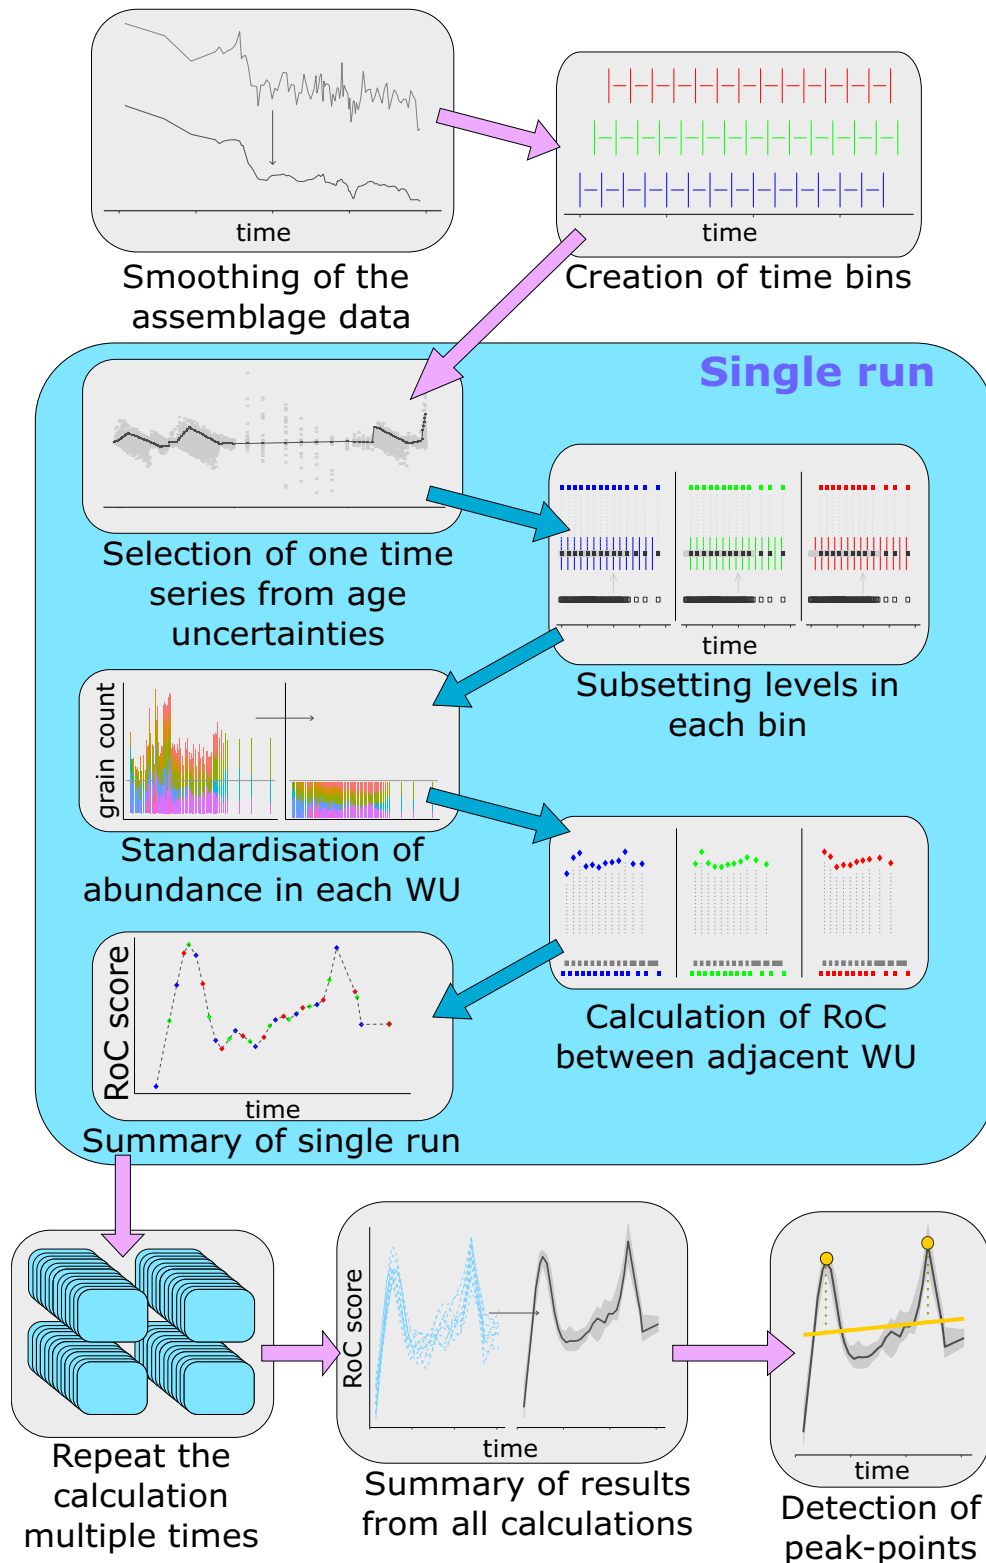 time
Smoothing of the
assemblage data
time
Creation of time bins
Single run
Selection of one time
series from age
uncertainties
time
Subsetting levels in
each bin
grain count
Standardisation of
abundance in each WU
Calculation of RoC
between adjacent WU
RoC score
time
Summary of single run
Repeat the
calculation
multiple times
RoC score
time
Summary of results
from all calculations
time
Detection of
peak-points